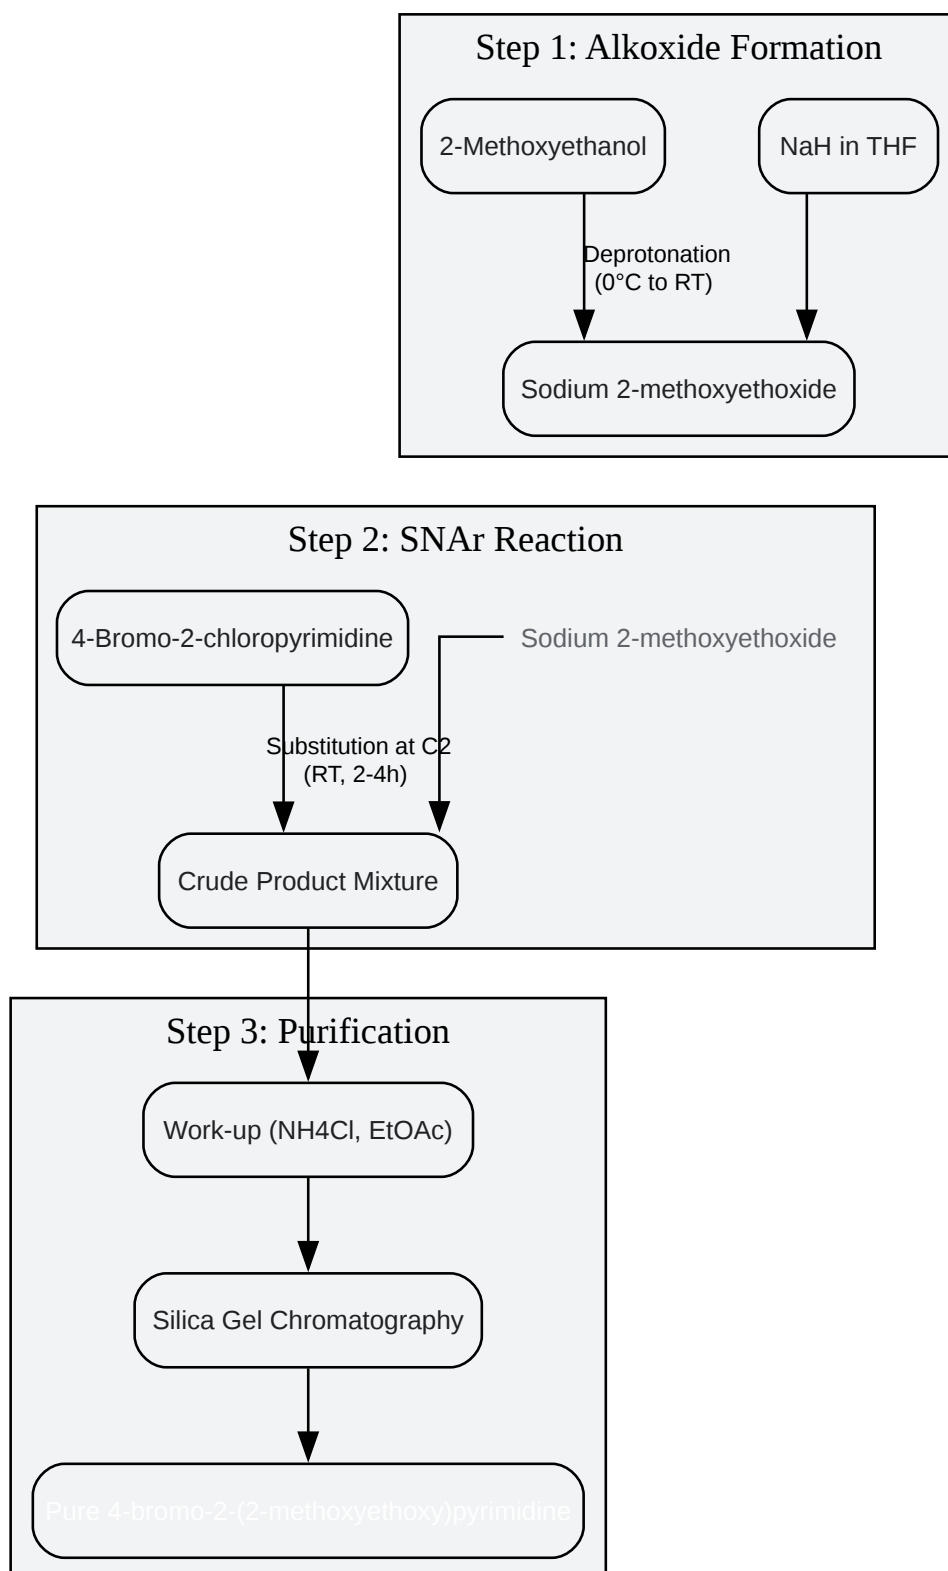 Step 1: Alkoxide Formation
2-Methoxyethanol
NaH in THF
Deprotonation
(0°C to RT)
Sodium 2-methoxyethoxide
Step 2: SNAr Reaction
4-Bromo-2-chloropyrimidine
Sodium 2-methoxyethoxide
Substitution at C2
(RT, 2-4h)
Crude Product Mixture
Step 3: Purification
Work-up (NH4Cl, EtOAc)
Silica Gel Chromatography
Pure 4-bromo-2-(2-methoxyethoxy)pyrimidine